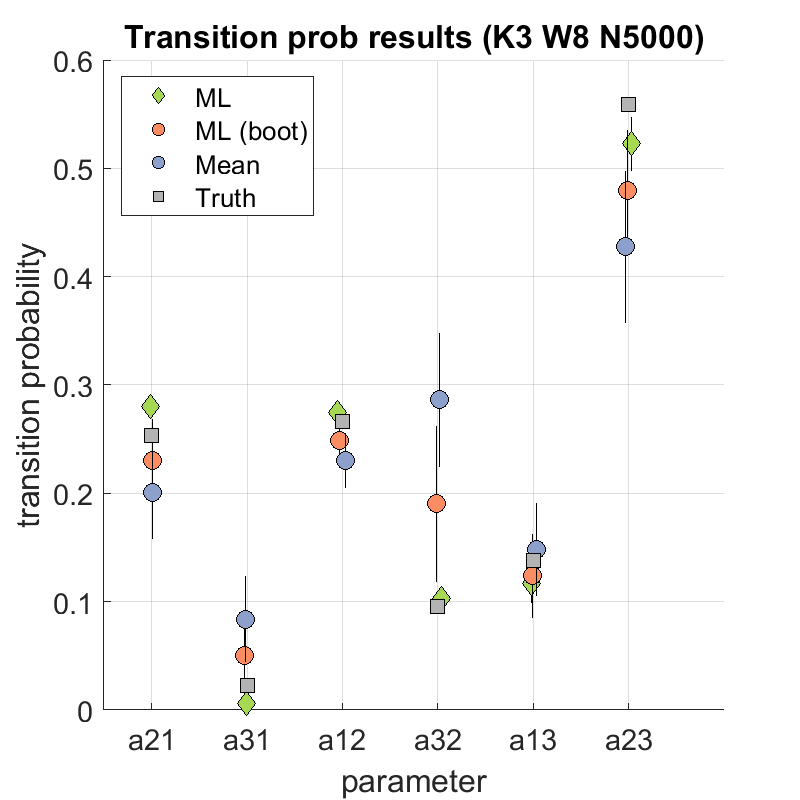 Transition prob results (K3 W8 N5000)
ML
ML (boot)
Mean
Truth
transition probability
0.6
0.5
0.4
0.3
0.2
0.1
0
a21 a31 a12 a32 a13 a23
parameter